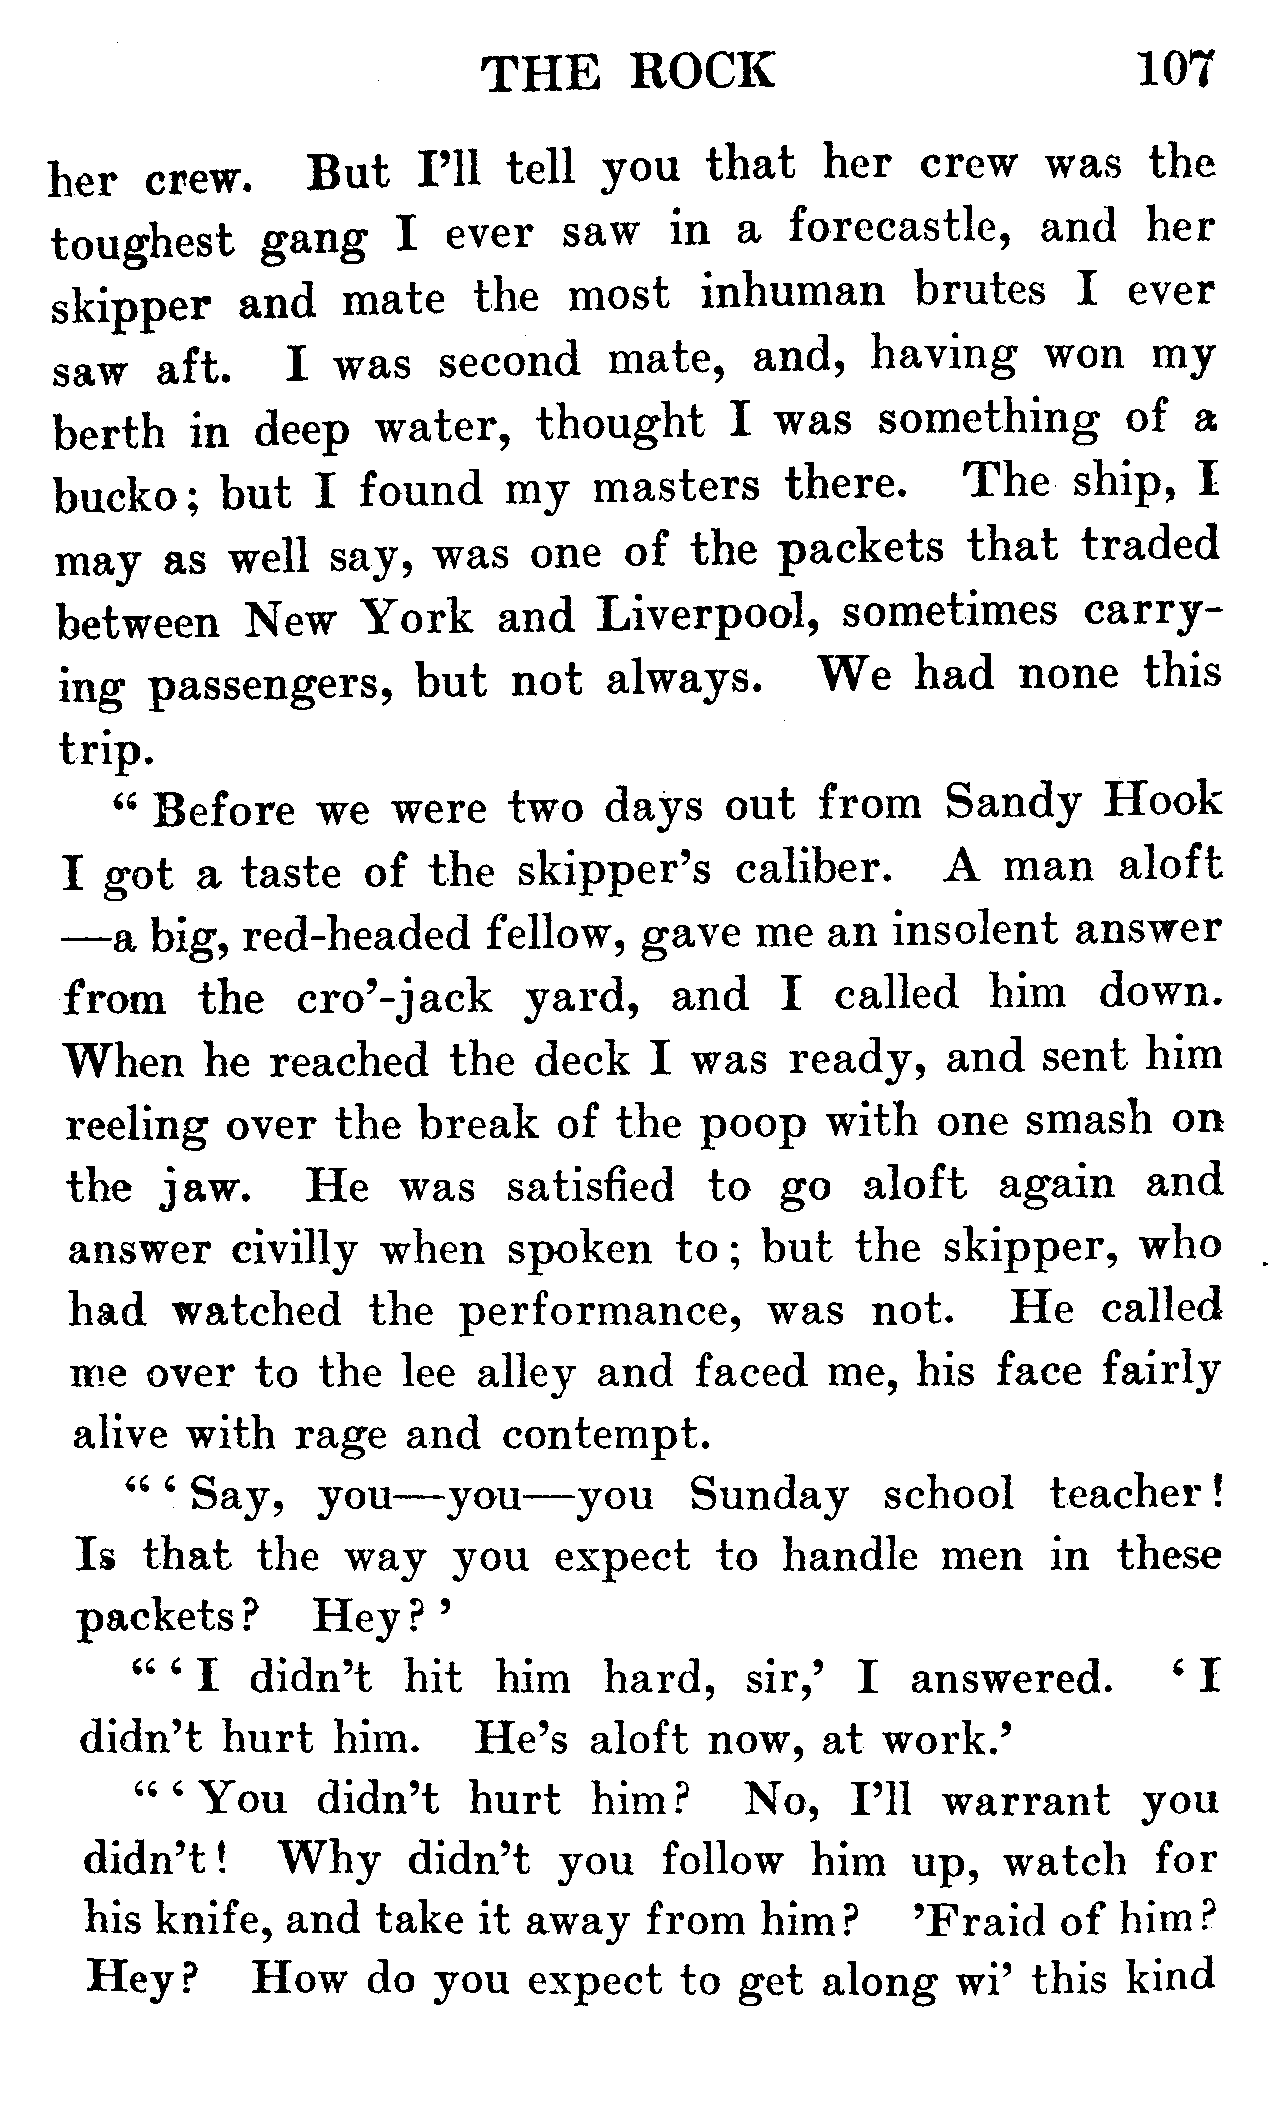 THE ROCK 107
her crew. But I'll tell you that her crew was the
toughest gang I ever saw in a forecastle, and her
skipper and mate the most inhuman brutes I ever
saw aft. I was second mate, and, having won my
berth in deep water, thought I was something of a
bucko; but I found my masters there. The ship, I
may as well say, was one of the packets that traded
between New York and Liverpool, sometimes carry-
ing passengers, but not always. We had none this
trip.
“Before we were two days out from Sandy Hook
I got a taste of the skipper's caliber. A man aloft
—a big, red-headed fellow, gave me an insolent answer
from the cro'-jack yard, and I called him down.
When he reached the deck I was ready, and sent him
reeling over the break of the poop with one smash on
the jaw. He was satisfied to go aloft again and
answer civilly when spoken to; but the skipper, who
had watched the performance, was not. He called
me over to the lee alley and faced me, his face fairly
alive with rage and contempt.
“‘Say, you—you—you Sunday school teacher!
Is that the way you expect to handle men in these
packets? Hey?’
“‘I didn't hit him hard, sir,’ I answered. ‘I
didn't hurt him. He's aloft now, at work.’
“‘You didn't hurt him? No, I'll warrant you
didn't! Why didn't you follow him up, watch for
his knife, and take it away from him? ’Fraid of him?
Hey? How do you expect to get along wi' this kind